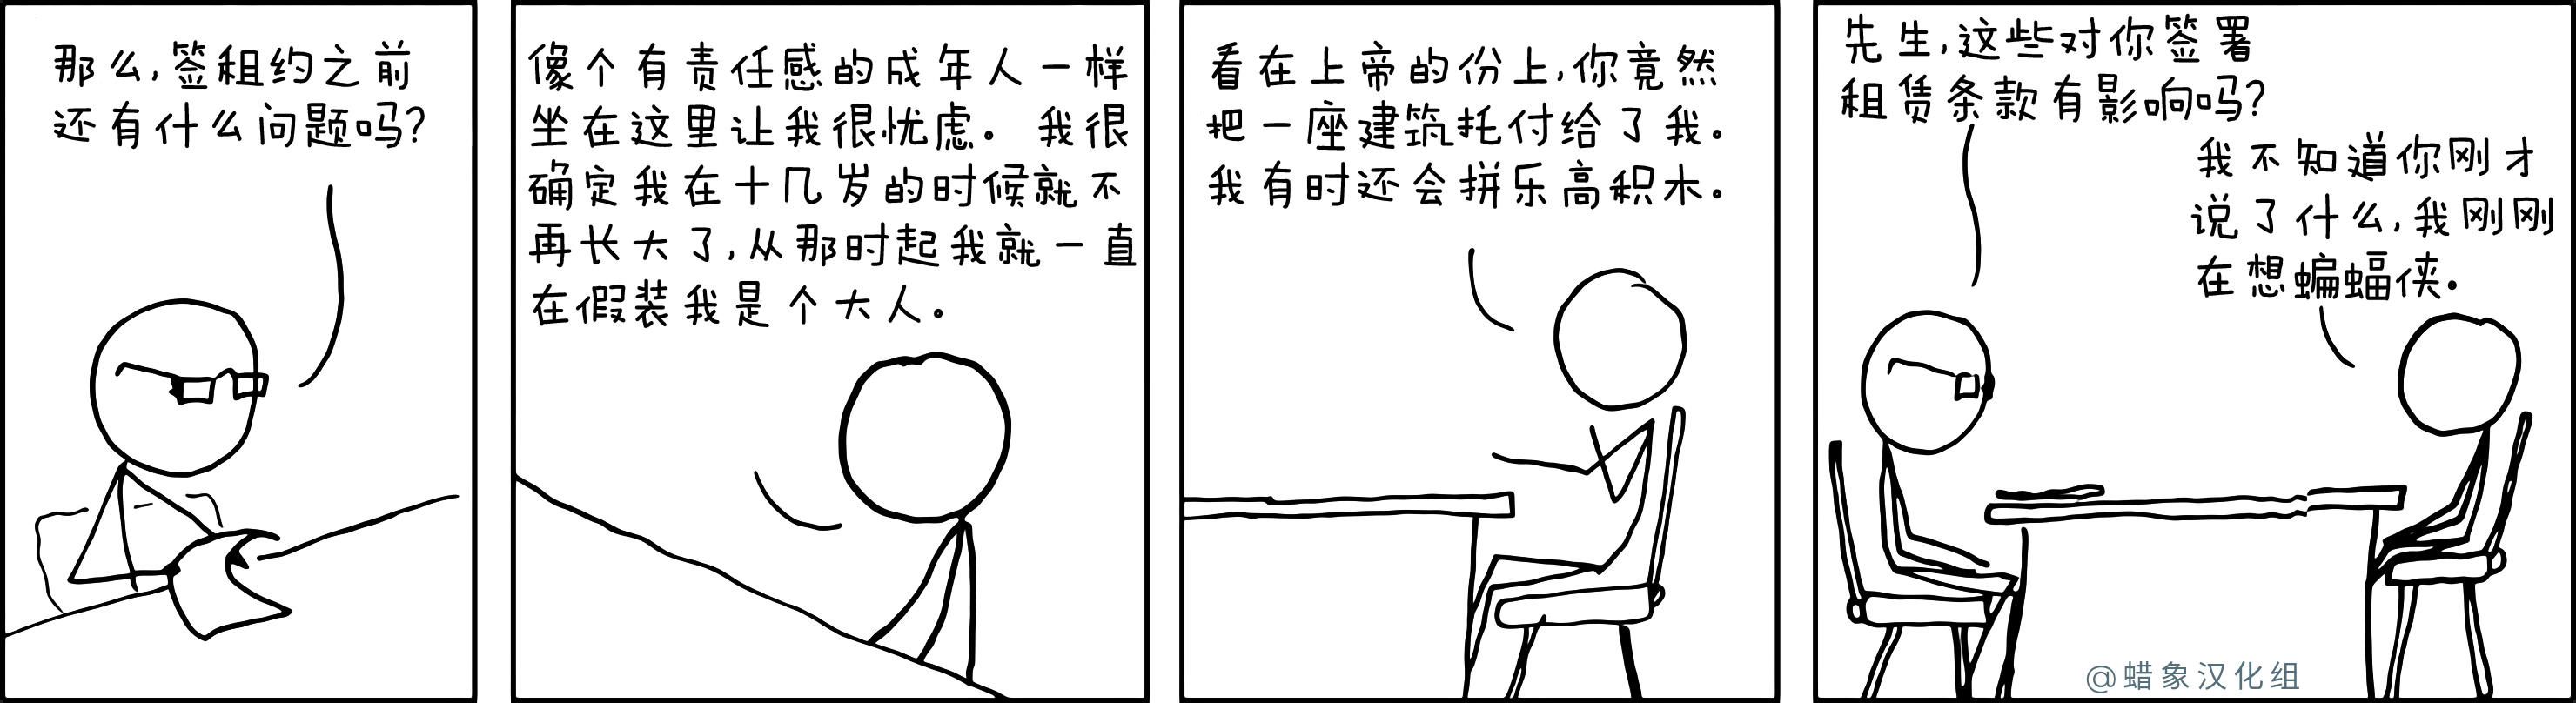 那么,签租约之前
还有什么问题吗?
像个有责任感的成年人一样
坐在这里让我很忧虑。 我很
确定我在十几岁的时候就不
再长大了,从那时起我就一直
在假装我是个大人。
看在上帝的份上,你竟然
把一座建筑托付给了我。
我有时还会拼乐高积木。
先生,这些对你签署
租赁条款有影响吗?
我不知道你刚才
说了什么,我刚刚
在想蝙蝠侠。
@蜡象汉化组